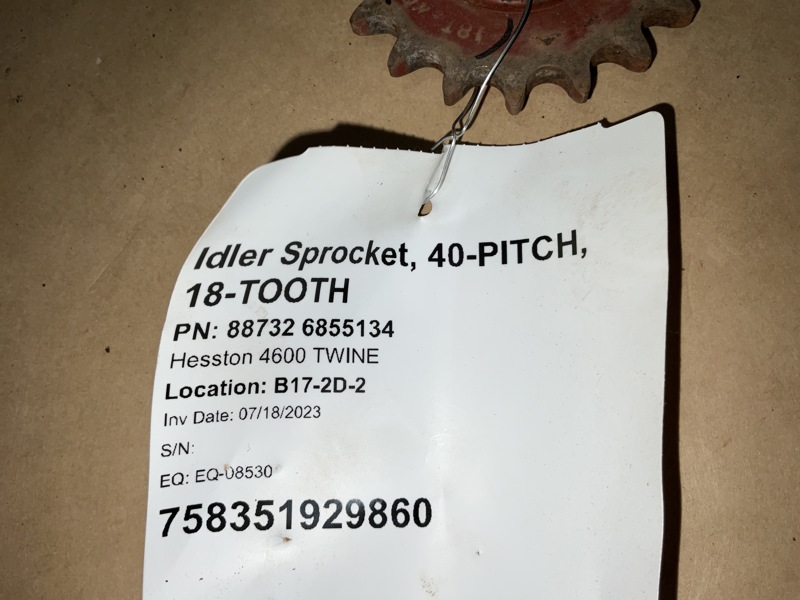 Idler Sprocket, 40-PITCH,
18-TOOTH
PN: 88732 6855134
Hesston 4600 TWINE
Location: B17-2D-2
Inv Date: 07/18/2023
S/N:
EQ: EQ-08530
758351929860